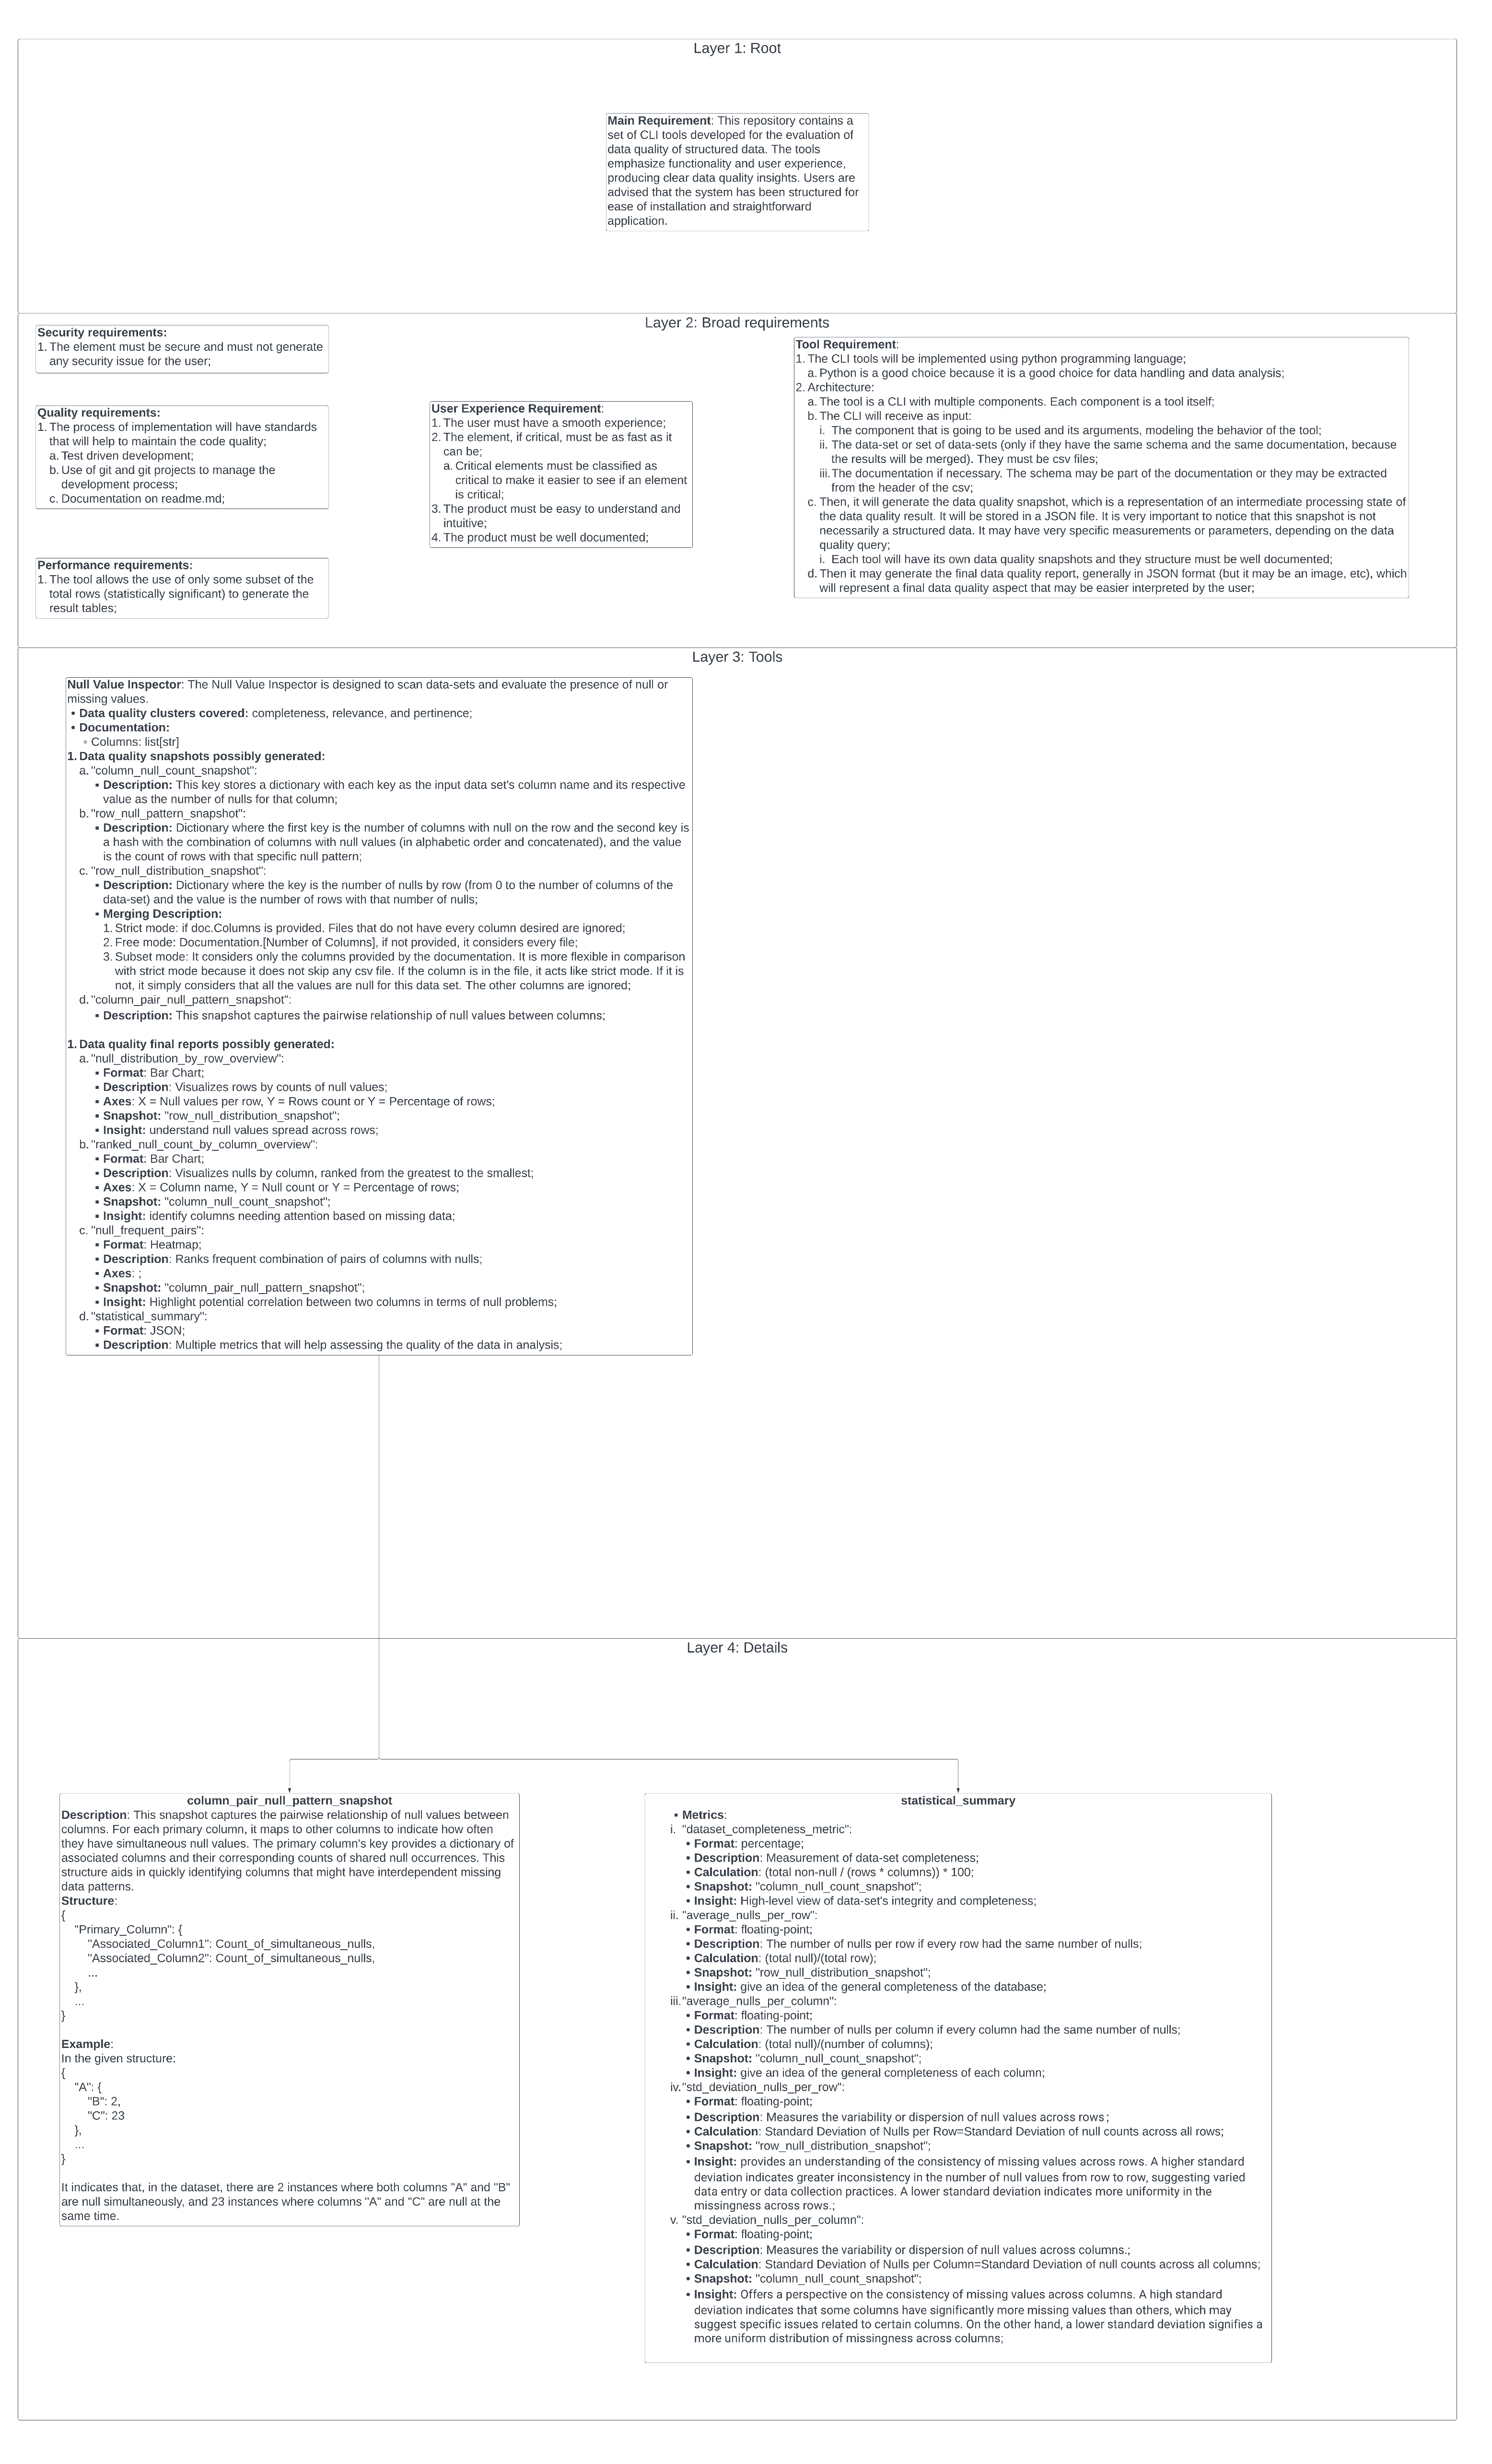 Layer 1: Root
Main Requirement: This repository contains a
set of CLI tools developed for the evaluation of
data quality of structured data. The tools
emphasize functionality and user experience,
producing clear data quality insights. Users are
advised that the system has been structured for
ease of installation and straightforward
application.
Layer 2: Broad requirements
Security requirements:
1. The element must be secure and must not generate
any security issue for the user;
Quality requirements:
1. The process of implementation will have standards
that will help to maintain the code quality;
a. Test driven development;
b. Use of git and git projects to manage the
development process;
c. Documentation on readme.md;
Performance requirements:
1. The tool allows the use of only some subset of the
total rows (statistically significant) to generate the
result tables;
User Experience Requirement:
1. The user must have a smooth experience;
2. The element, if critical, must be as fast as it
can be;
a. Critical elements must be classified as
critical to make it easier to see if an element
is critical;
3. The product must be easy to understand and
intuitive;
4. The product must be well documented;
Tool Requirement:
1. The CLI tools will be implemented using python programming language;
a. Python is a good choice because it is a good choice for data handling and data analysis;
2. Architecture:
a. The tool is a CLI with multiple components. Each component is a tool itself;
b. The CLI will receive as input:
i. The component that is going to be used and its arguments, modeling the behavior of the tool;
ii. The data-set or set of data-sets (only if they have the same schema and the same documentation, because
the results will be merged). They must be csv files;
iii. The documentation if necessary. The schema may be part of the documentation or they may be extracted
from the header of the csv;
c. Then, it will generate the data quality snapshot, which is a representation of an intermediate processing state of
the data quality result. It will be stored in a JSON file. It is very important to notice that this snapshot is not
necessarily a structured data. It may have very specific measurements or parameters, depending on the data
quality query;
i. Each tool will have its own data quality snapshots and they structure must be well documented;
d. Then it may generate the final data quality report, generally in JSON format (but it may be an image, etc), which
will represent a final data quality aspect that may be easier interpreted by the user;
Layer 3: Tools
Null Value Inspector: The Null Value Inspector is designed to scan data-sets and evaluate the presence of null or
missing values.
• Data quality clusters covered: completeness, relevance, and pertinence;
• Documentation:
◦ Columns: list[str]
1. Data quality snapshots possibly generated:
a. "column_null_count_snapshot":
▪ Description: This key stores a dictionary with each key as the input data set's column name and its respective
value as the number of nulls for that column;
b. "row_null_pattern_snapshot":
▪ Description: Dictionary where the first key is the number of columns with null on the row and the second key is
a hash with the combination of columns with null values (in alphabetic order and concatenated), and the value
is the count of rows with that specific null pattern;
c. "row_null_distribution_snapshot":
▪ Description: Dictionary where the key is the number of nulls by row (from 0 to the number of columns of the
data-set) and the value is the number of rows with that number of nulls;
▪ Merging Description:
1. Strict mode: if doc.Columns is provided. Files that do not have every column desired are ignored;
2. Free mode: Documentation.[Number of Columns], if not provided, it considers every file;
3. Subset mode: It considers only the columns provided by the documentation. It is more flexible in comparison
with strict mode because it does not skip any csv file. If the column is in the file, it acts like strict mode. If it is
not, it simply considers that all the values are null for this data set. The other columns are ignored;
d. "column_pair_null_pattern_snapshot":
▪ Description: This snapshot captures the pairwise relationship of null values between columns;
1. Data quality final reports possibly generated:
a. "null_distribution_by_row_overview":
▪ Format: Bar Chart;
▪ Description: Visualizes rows by counts of null values;
▪ Axes: X = Null values per row, Y = Rows count or Y = Percentage of rows;
▪ Snapshot: "row_null_distribution_snapshot";
▪ Insight: understand null values spread across rows;
b. "ranked_null_count_by_column_overview":
▪ Format: Bar Chart;
▪ Description: Visualizes nulls by column, ranked from the greatest to the smallest;
▪ Axes: X = Column name, Y = Null count or Y = Percentage of rows;
▪ Snapshot: "column_null_count_snapshot";
▪ Insight: identify columns needing attention based on missing data;
c. "null_frequent_pairs":
▪ Format: Heatmap;
▪ Description: Ranks frequent combination of pairs of columns with nulls;
▪ Axes: ;
▪ Snapshot: "column_pair_null_pattern_snapshot";
▪ Insight: Highlight potential correlation between two columns in terms of null problems;
d. "statistical_summary":
▪ Format: JSON;
▪ Description: Multiple metrics that will help assessing the quality of the data in analysis;
Layer 4: Details
column_pair_null_pattern_snapshot
Description: This snapshot captures the pairwise relationship of null values between
columns. For each primary column, it maps to other columns to indicate how often
they have simultaneous null values. The primary column's key provides a dictionary of
associated columns and their corresponding counts of shared null occurrences. This
structure aids in quickly identifying columns that might have interdependent missing
data patterns.
Structure:
{
"Primary_Column": {
"Associated_Column1": Count_of_simultaneous_nulls,
"Associated_Column2": Count_of_simultaneous_nulls,
...
},
...
}
Example:
In the given structure:
{
"A": {
"B": 2,
"C": 23
},
...
}
It indicates that, in the dataset, there are 2 instances where both columns "A" and "B"
are null simultaneously, and 23 instances where columns "A" and "C" are null at the
same time.
statistical_summary
▪ Metrics:
i. "dataset_completeness_metric":
• Format: percentage;
• Description: Measurement of data-set completeness;
• Calculation: (total non-null / (rows * columns)) * 100;
• Snapshot: "column_null_count_snapshot";
• Insight: High-level view of data-set's integrity and completeness;
ii. "average_nulls_per_row":
• Format: floating-point;
• Description: The number of nulls per row if every row had the same number of nulls;
• Calculation: (total null)/(total row);
• Snapshot: "row_null_distribution_snapshot";
• Insight: give an idea of the general completeness of the database;
iii. "average_nulls_per_column":
• Format: floating-point;
• Description: The number of nulls per column if every column had the same number of nulls;
• Calculation: (total null)/(number of columns);
• Snapshot: "column_null_count_snapshot";
• Insight: give an idea of the general completeness of each column;
iv. "std_deviation_nulls_per_row":
• Format: floating-point;
• Description: Measures the variability or dispersion of null values across rows;
• Calculation: Standard Deviation of Nulls per Row=Standard Deviation of null counts across all rows;
• Snapshot: "row_null_distribution_snapshot";
• Insight: provides an understanding of the consistency of missing values across rows. A higher standard
deviation indicates greater inconsistency in the number of null values from row to row, suggesting varied
data entry or data collection practices. A lower standard deviation indicates more uniformity in the
missingness across rows.;
v. "std_deviation_nulls_per_column":
• Format: floating-point;
• Description: Measures the variability or dispersion of null values across columns.;
• Calculation: Standard Deviation of Nulls per Column=Standard Deviation of null counts across all columns;
• Snapshot: "column_null_count_snapshot";
• Insight: Offers a perspective on the consistency of missing values across columns. A high standard
deviation indicates that some columns have significantly more missing values than others, which may
suggest specific issues related to certain columns. On the other hand, a lower standard deviation signifies a
more uniform distribution of missingness across columns;